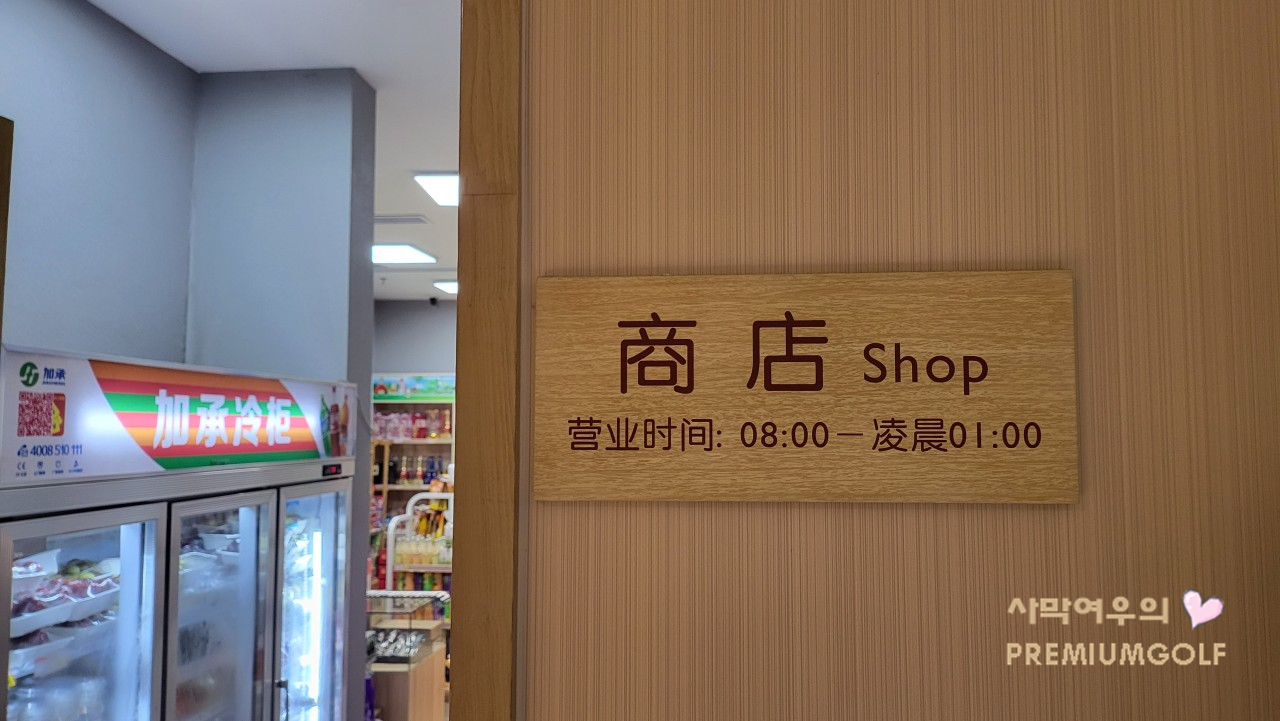 加承
4008 510 111
加承冷柜
商店 Shop
营业时间: 08:00-凌晨01:00
사막여우의
PREMIUMGOLF